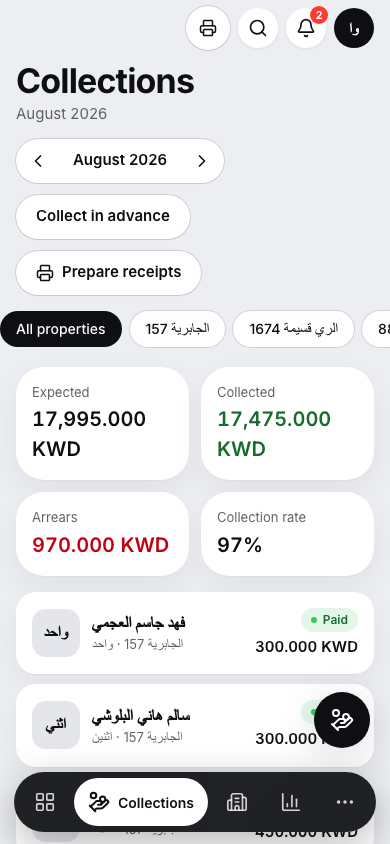 2
وا
Collections
August 2026
August 2026
Collect in advance
Prepare receipts
All properties
الجابرية 157
الري قسيمة 1674
Expected
17,995.000
KWD
Collected
17,475.000
KWD
Arrears
970.000 KWD
Collection rate
97%
واحد
فهد جاسم العجمي
الجابرية 157 · واحد
Paid
300.000 KWD
اثني
سالم هاني البلوشي
الجابرية 157 · اثنين
300.000
Collections
450.000 KWD